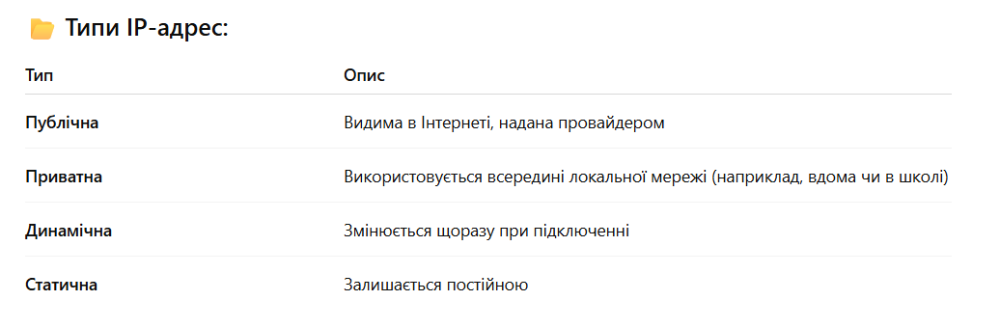 📂 Типи IP-адрес:
Тип Опис
Публічна Видима в Інтернеті, надана провайдером
Приватна Використовується всередині локальної мережі (наприклад, вдома чи в школі)
Динамічна Змінюється щоразу при підключенні
Статична Залишається постійною